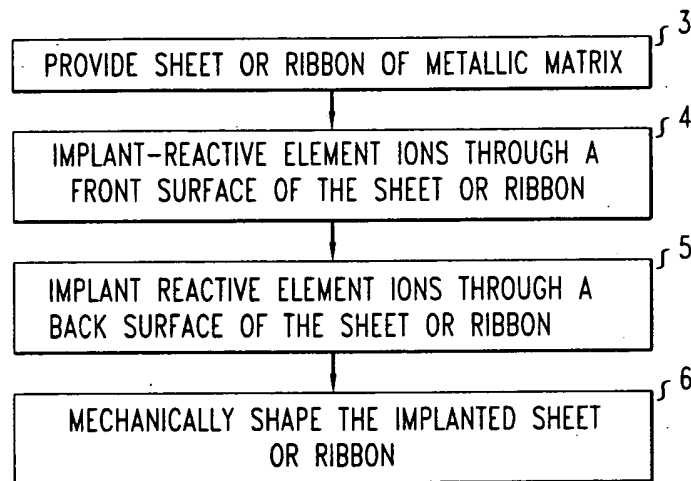 3
PROVIDE SHEET OR RIBBON OF METALLIC MATRIX
4
IMPLANT-REACTIVE ELEMENT IONS THROUGH A
FRONT SURFACE OF THE SHEET OR RIBBON
5
IMPLANT REACTIVE ELEMENT IONS THROUGH A
BACK SURFACE OF THE SHEET OR RIBBON
6
MECHANICALLY SHAPE THE IMPLANTED SHEET
OR RIBBON